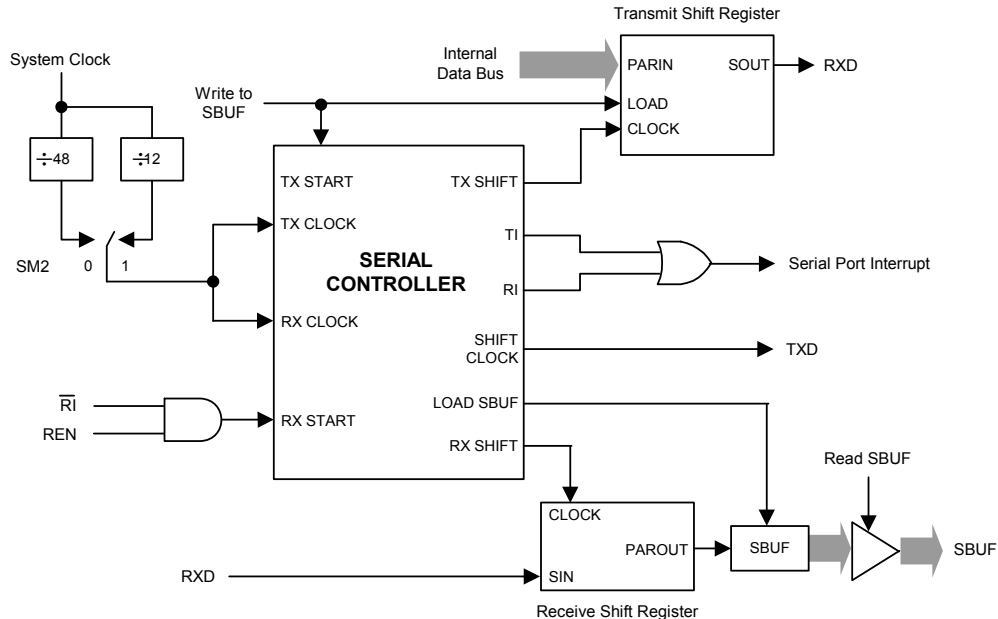 Transmit Shift Register
System Clock
Internal
Data Bus
PARIN
SOUT
RXD
Write to
SBUF
LOAD
CLOCK
÷48
÷12
TX START
TX SHIFT
TX CLOCK
TI
SERIAL
CONTROLLER
Serial Port Interrupt
SM2
0
1
RI
RX CLOCK
SHIFT
CLOCK
TXD
R̅I̅
REN
LOAD SBUF
RX START
RX SHIFT
Read SBUF
CLOCK
PAROUT
SBUF
SBUF
RXD
SIN
Receive Shift Register